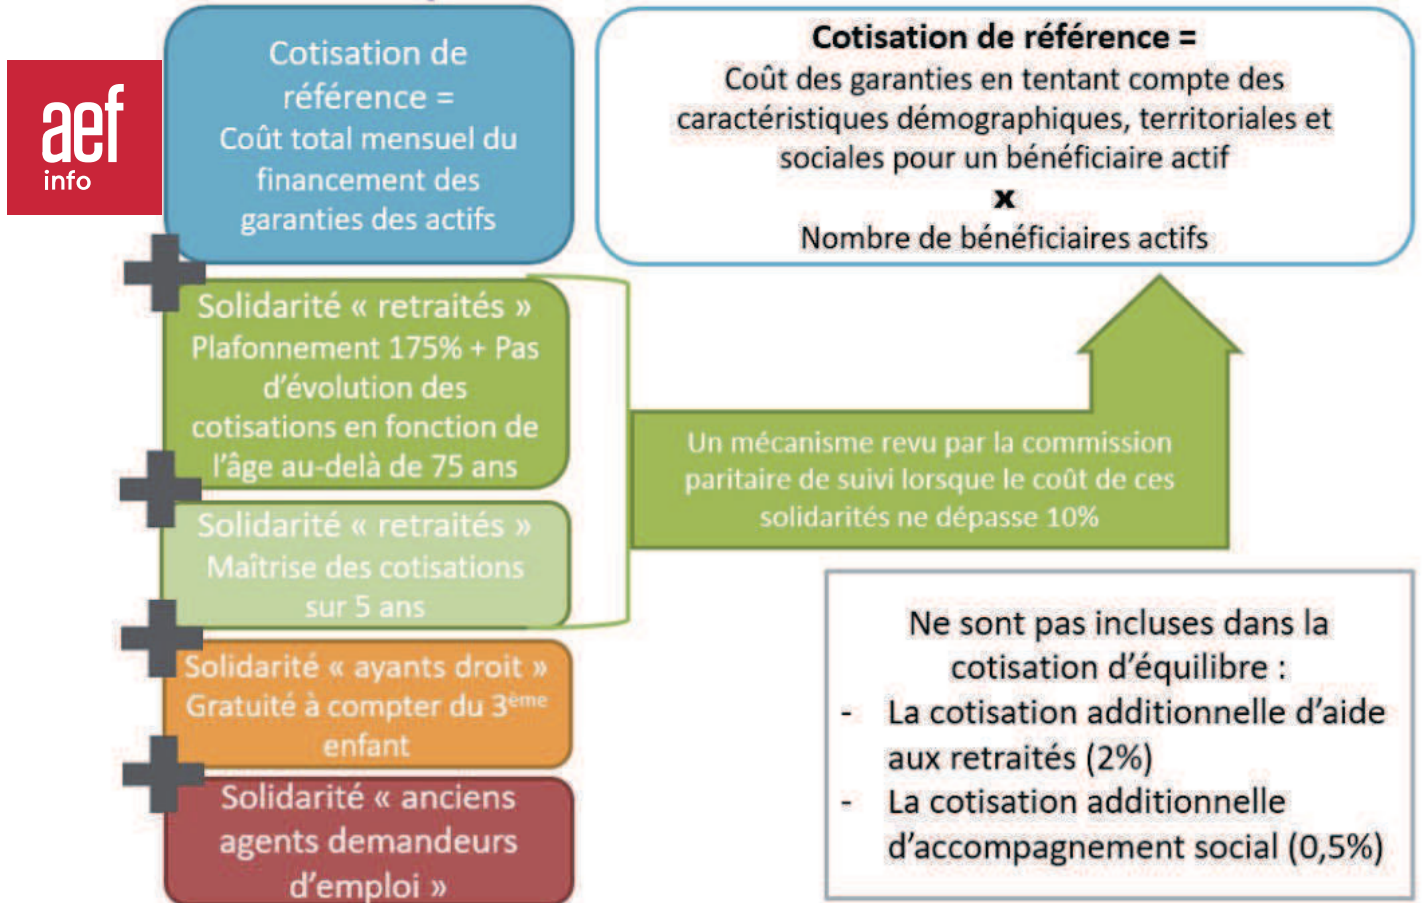 aef
info
Cotisation de
référence =
Coût total mensuel du
financement des
garanties des actifs
Cotisation de référence =
Coût des garanties en tentant compte des
caractéristiques démographiques, territoriales et
sociales pour un bénéficiaire actif
x
Nombre de bénéficiaires actifs
Solidarité « retraités »
Plafonnement 175% + Pas
d'évolution des
cotisations en fonction de
l'âge au-delà de 75 ans
Solidarité « retraités »
Maîtrise des cotisations
sur 5 ans
Un mécanisme revu par la commission
paritaire de suivi lorsque le coût de ces
solidarités ne dépasse 10%
Solidarité « ayants droit »
Gratuité à compter du 3ème
enfant
Solidarité « anciens
agents demandeurs
d'emploi »
Ne sont pas incluses dans la
cotisation d'équilibre :
- La cotisation additionnelle d'aide
aux retraités (2%)
- La cotisation additionnelle
d'accompagnement social (0,5%)